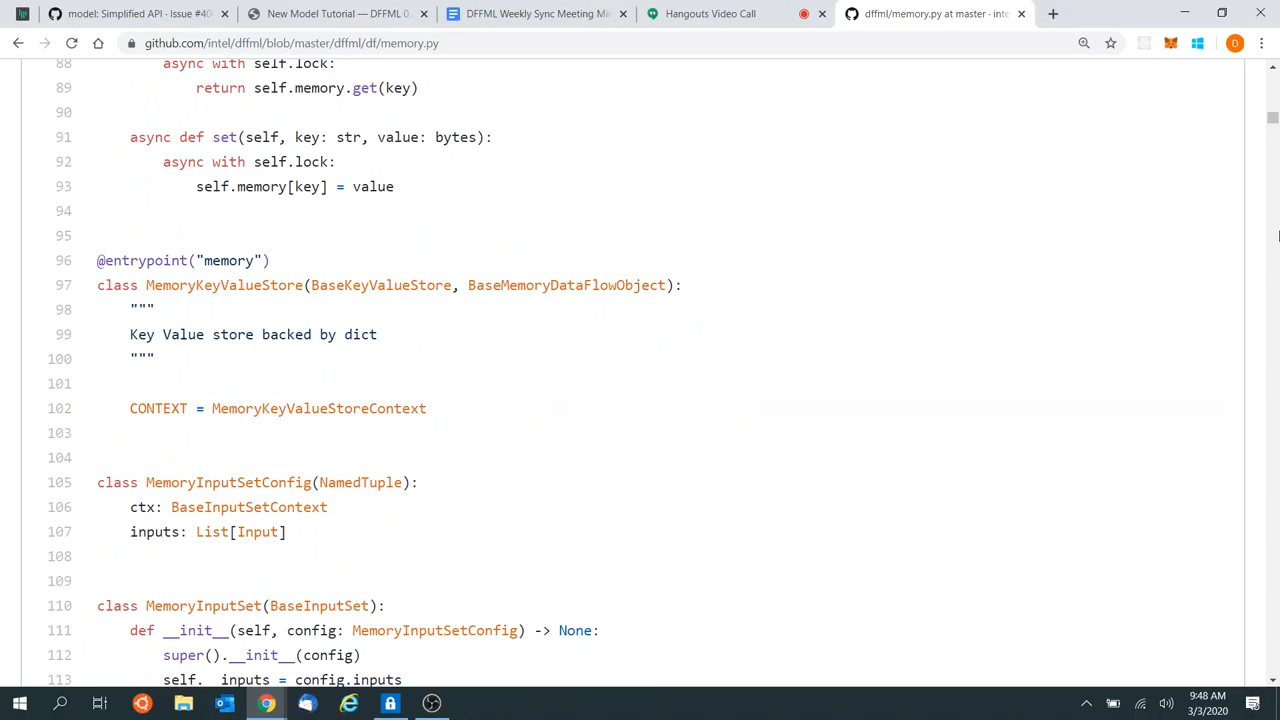 model: Simplified API · Issue #40
New Model Tutorial — DFFML 0.
DFFML Weekly Sync Meeting Min
Hangouts Video Call
dffml/memory.py at master · inte
github.com/intel/dffml/blob/master/dffml/df/memory.py
88 async with self.lock:
89 return self.memory.get(key)
90
91 async def set(self, key: str, value: bytes):
92 async with self.lock:
93 self.memory[key] = value
94
95
96 @entrypoint("memory")
97 class MemoryKeyValueStore(BaseKeyValueStore, BaseMemoryDataFlowObject):
98 """
99 Key Value store backed by dict
100 """
101
102 CONTEXT = MemoryKeyValueStoreContext
103
104
105 class MemoryInputSetConfig(NamedTuple):
106 ctx: BaseInputSetContext
107 inputs: List[Input]
108
109
110 class MemoryInputSet(BaseInputSet):
111 def __init__(self, config: MemoryInputSetConfig) -> None:
112 super().__init__(config)
113 self.__inputs = config.inputs
D
9:48 AM
3/3/2020